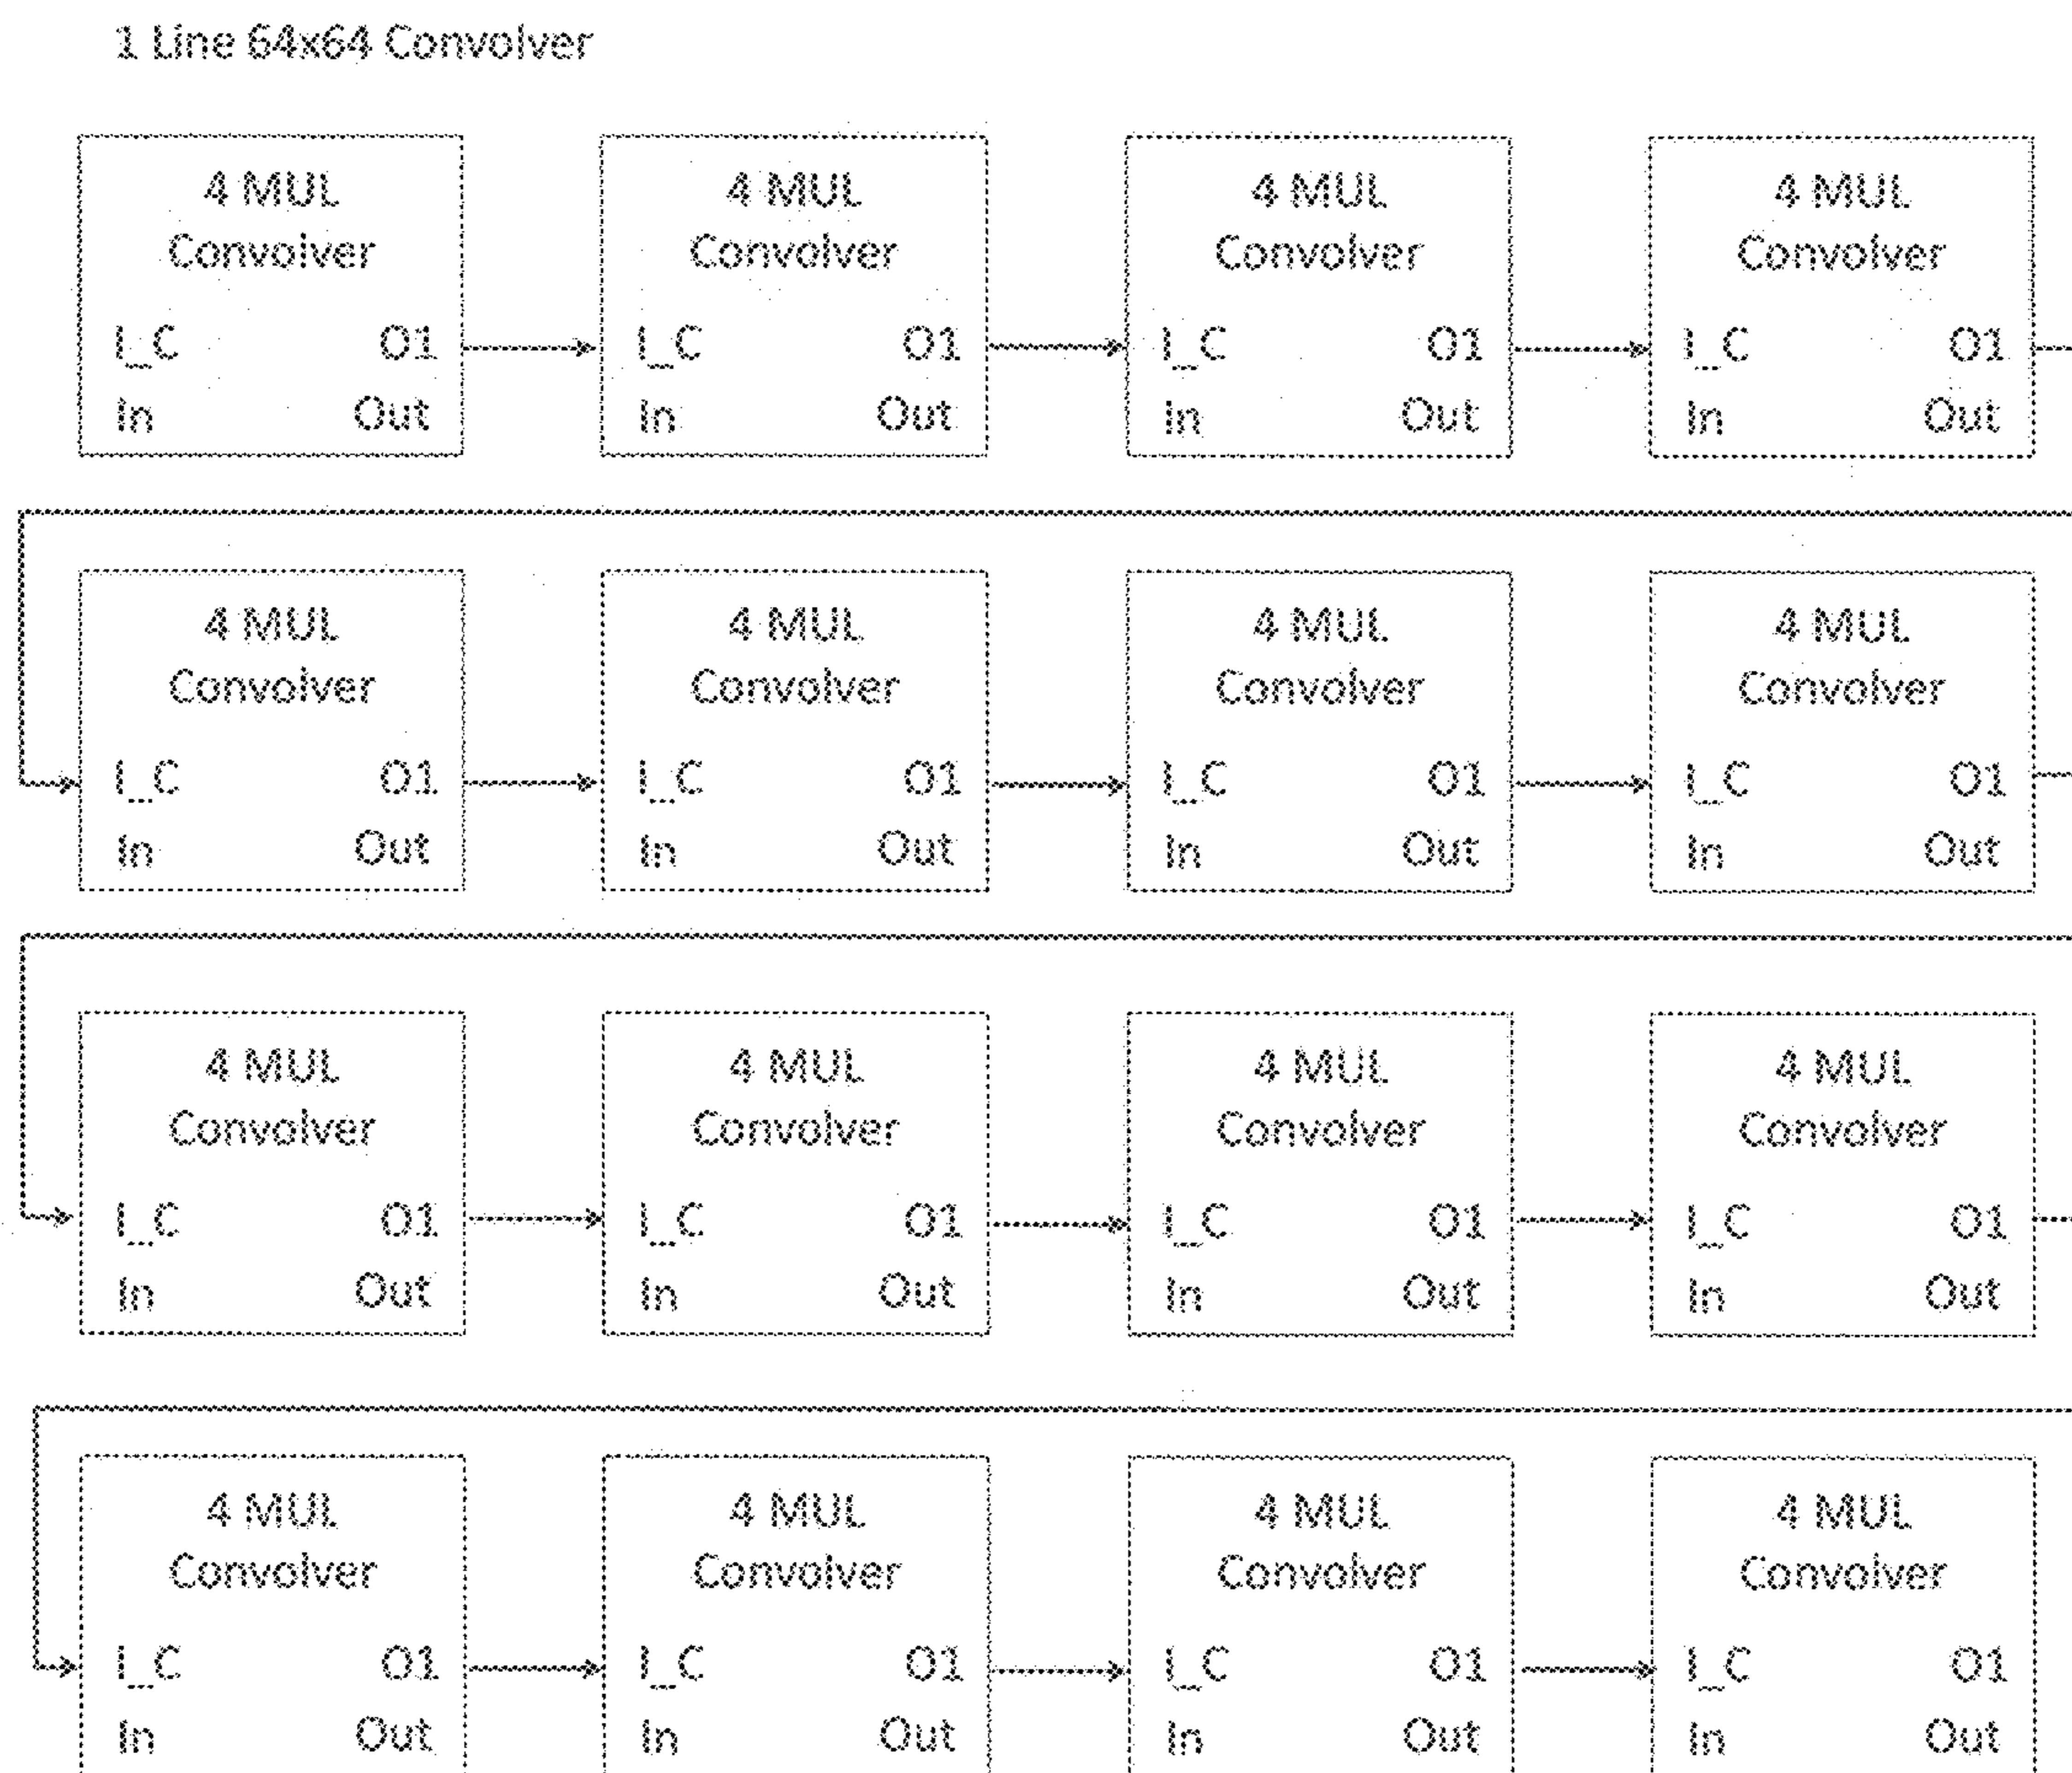 1 Line 64x64 Convolver
4 MUL 4 MUL 4 MUL 4 MUL
Convolver Convolver Convolver Convolver
I_C O1 I_C O1 I_C O1 I_C O1
In Out In Out In Out In Out
4 MUL 4 MUL 4 MUL 4 MUL
Convolver Convolver Convolver Convolver
I_C O1 I_C O1 I_C O1 I_C O1
In Out In Out In Out In Out
4 MUL 4 MUL 4 MUL 4 MUL
Convolver Convolver Convolver Convolver
I_C O1 I_C O1 I_C O1 I_C O1
In Out In Out In Out In Out
4 MUL 4 MUL 4 MUL 4 MUL
Convolver Convolver Convolver Convolver
I_C O1 I_C O1 I_C O1 I_C O1
In Out In Out In Out In Out